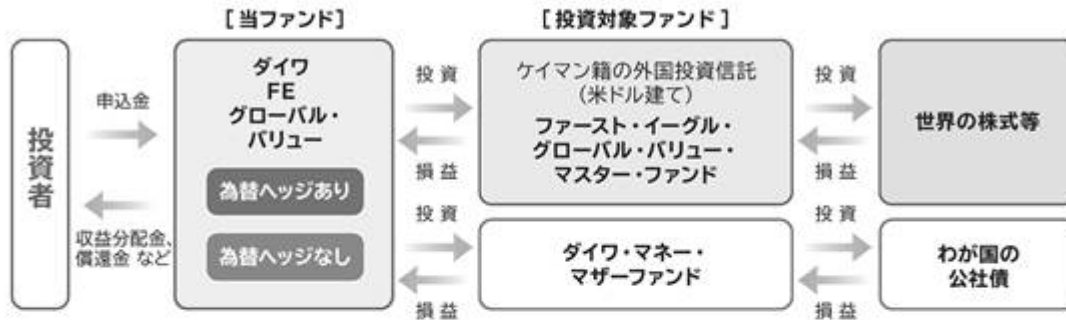 [当ファンド]
[投資対象ファンド]
投資者
申込金
収益分配金、
償還金 など
ダイワ
FE
グローバル・
バリュー
為替ヘッジあり
為替ヘッジなし
投資
損益
投資
損益
ケイマン籍の外国投資信託
(米ドル建て)
ファースト・イーグル・
グローバル・バリュー・
マスター・ファンド
ダイワ・マネー・
マザーファンド
投資
損益
投資
損益
世界の株式等
わが国の
公社債